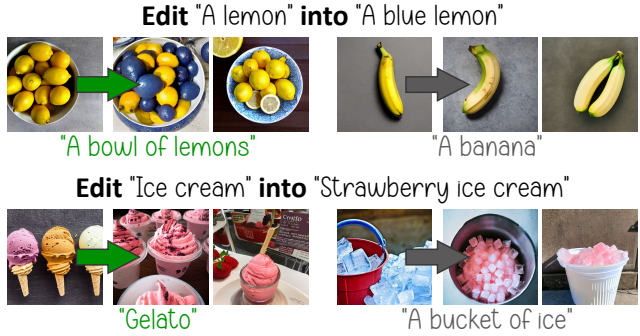 Edit "A lemon" into "A blue lemon"
"A bowl of lemons"
"A banana"
Edit "Ice cream" into "Strawberry ice cream"
"Gelato"
"A bucket of ice"